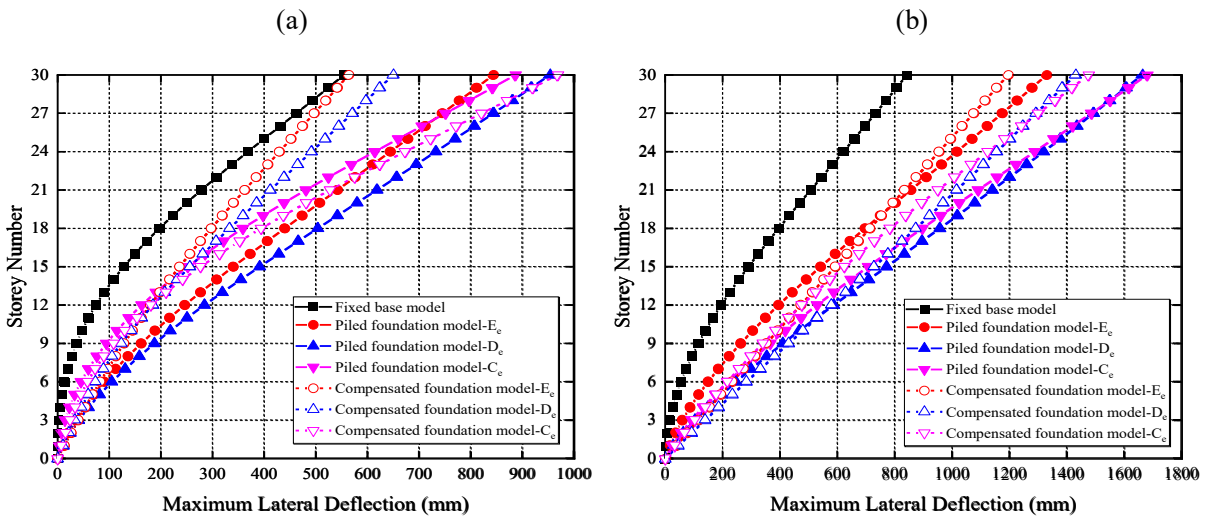 (a)
(b)
30
27
24
21
18
15
12
9
6
3
0
Storey Number
Fixed base model
Piled foundation model-Ee
Piled foundation model-De
Piled foundation model-Ce
Compensated foundation model-Ee
Compensated foundation model-De
Compensated foundation model-Ce
0 100 200 300 400 500 600 700 800 900 1000
Maximum Lateral Deflection (mm)
30
27
24
21
18
15
12
9
6
3
0
Storey Number
Fixed base model
Piled foundation model-Ee
Piled foundation model-De
Piled foundation model-Ce
Compensated foundation model-Ee
Compensated foundation model-De
Compensated foundation model-Ce
0 200 400 600 800 1000 1200 1400 1600 1800
Maximum Lateral Deflection (mm)